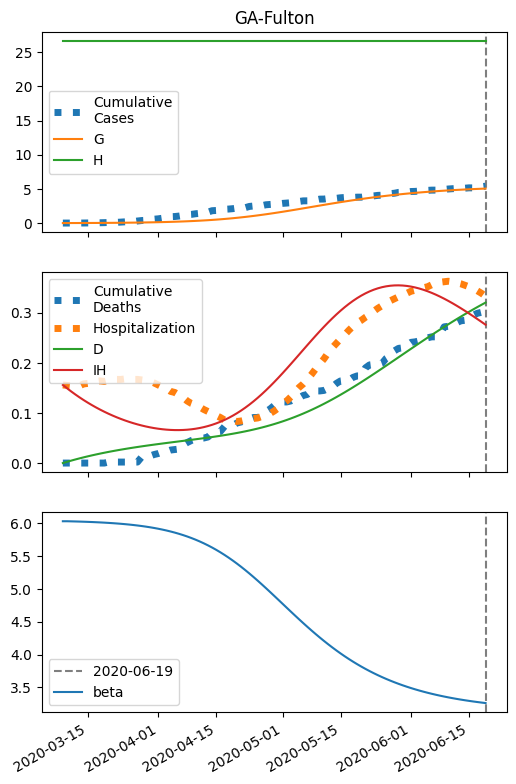 GA-Fulton
25
20
15
10
5
0
Cumulative
Cases
G
H
0.3
0.2
0.1
0.0
Cumulative
Deaths
Hospitalization
D
IH
6.0
5.5
5.0
4.5
4.0
3.5
2020-06-19
beta
2020-03-15
2020-04-01
2020-04-15
2020-05-01
2020-05-15
2020-06-01
2020-06-15